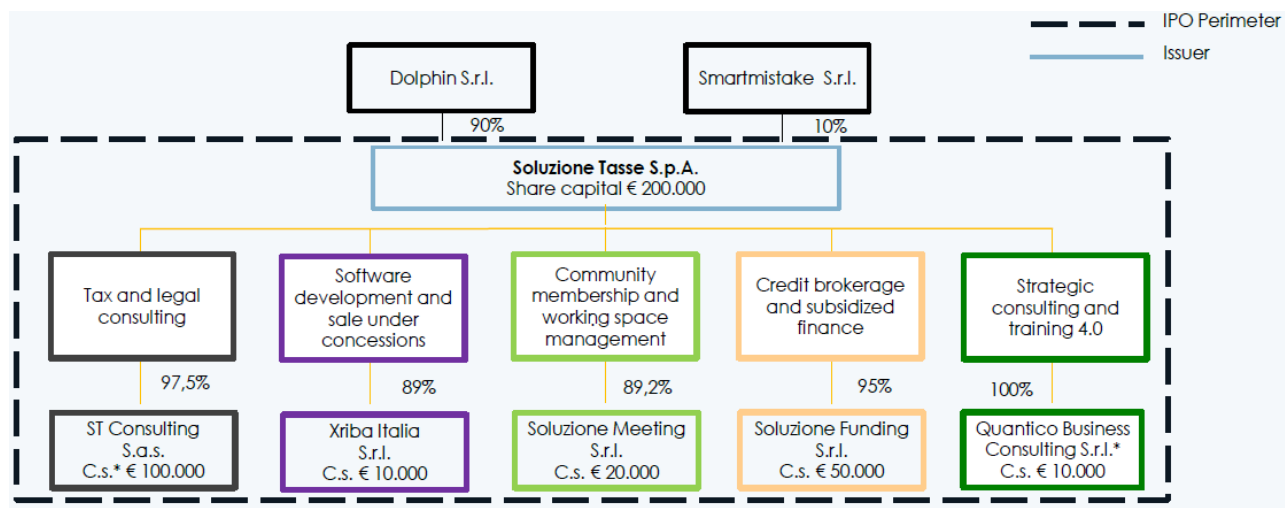 IPO Perimeter
Issuer
Dolphin S.r.l.
Smartmistake S.r.l.
90%
10%
Soluzione Tasse S.p.A.
Share capital € 200.000
Tax and legal
consulting
Software
development and
sale under
concessions
Community
membership and
working space
management
Credit brokerage
and subsidized
finance
Strategic
consulting and
training 4.0
97,5%
89%
89,2%
95%
100%
ST Consulting
S.a.s.
C.s.* € 100.000
Xriba Italia
S.r.l.
C.s. € 10.000
Soluzione Meeting
S.r.l.
C.s. € 20.000
Soluzione Funding
S.r.l.
C.s. € 50.000
Quantico Business
Consulting S.r.l.*
C.s. € 10.000